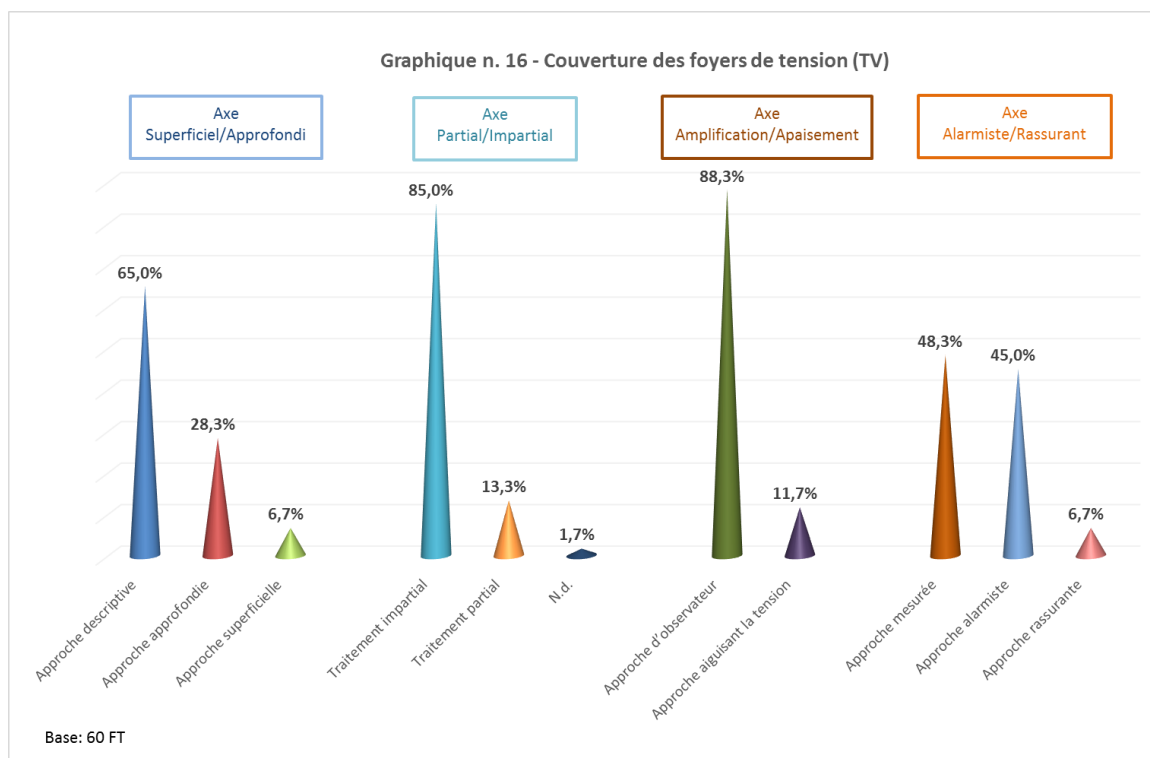 Graphique n. 16 - Couverture des foyers de tension (TV)
Axe
Superficiel/Approfondi
Axe
Partial/Impartial
Axe
Amplification/Apaisement
Axe
Alarmiste/Rassurant
65,0%
28,3%
6,7%
85,0%
13,3%
1,7%
88,3%
11,7%
48,3%
45,0%
6,7%
Approche descriptive
Approche approfondie
Approche superficielle
Traitement impartial
Traitement partial
N.d.
Approche d'observateur
Approche aiguisant la tension
Approche mesurée
Approche alarmiste
Approche rassurante
Base: 60 FT